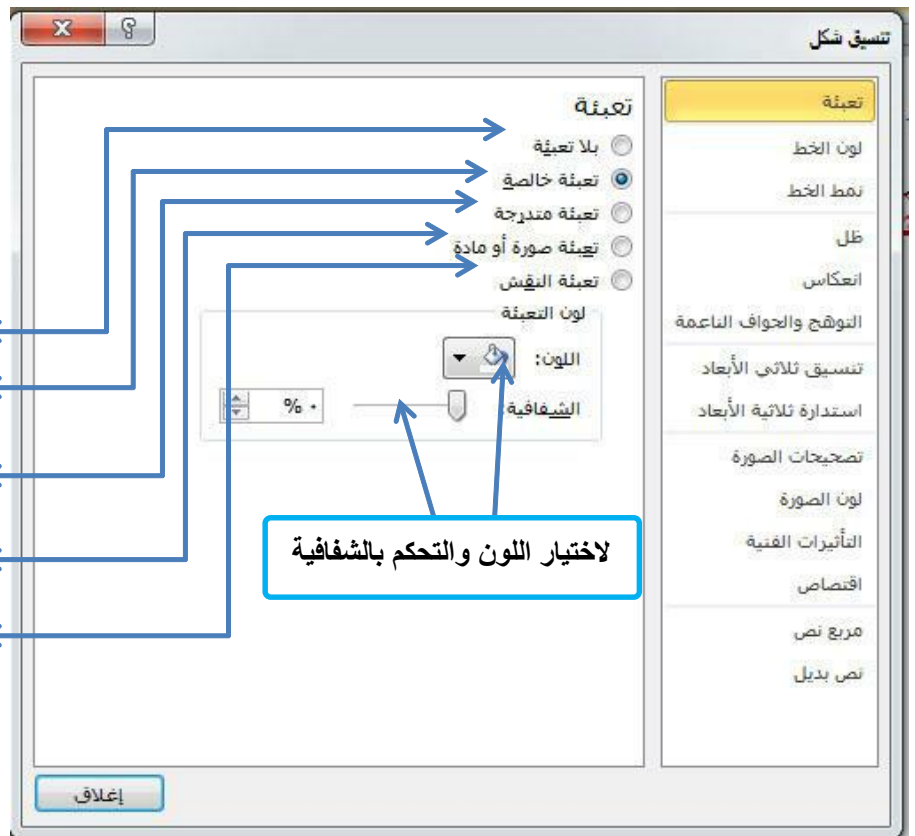 تنسيق شكل
تعبئة
لون الخط
نمط الخط
ظل
انعكاس
التوهج والحواف الناعمة
تنسيق ثلاثي الأبعاد
استدارة ثلاثية الأبعاد
تصحيحات الصورة
لون الصورة
التأثيرات الفنية
اقتصاص
مربع نص
نص بديل
تعبئة
بلا تعبئة
تعبئة خالصة
تعبئة متدرجة
تعبئة صورة أو مادة
تعبئة النقش
لون التعبئة
اللون:
الشفافية: ٠ %
لاختيار اللون والتحكم بالشفافية
إغلاق